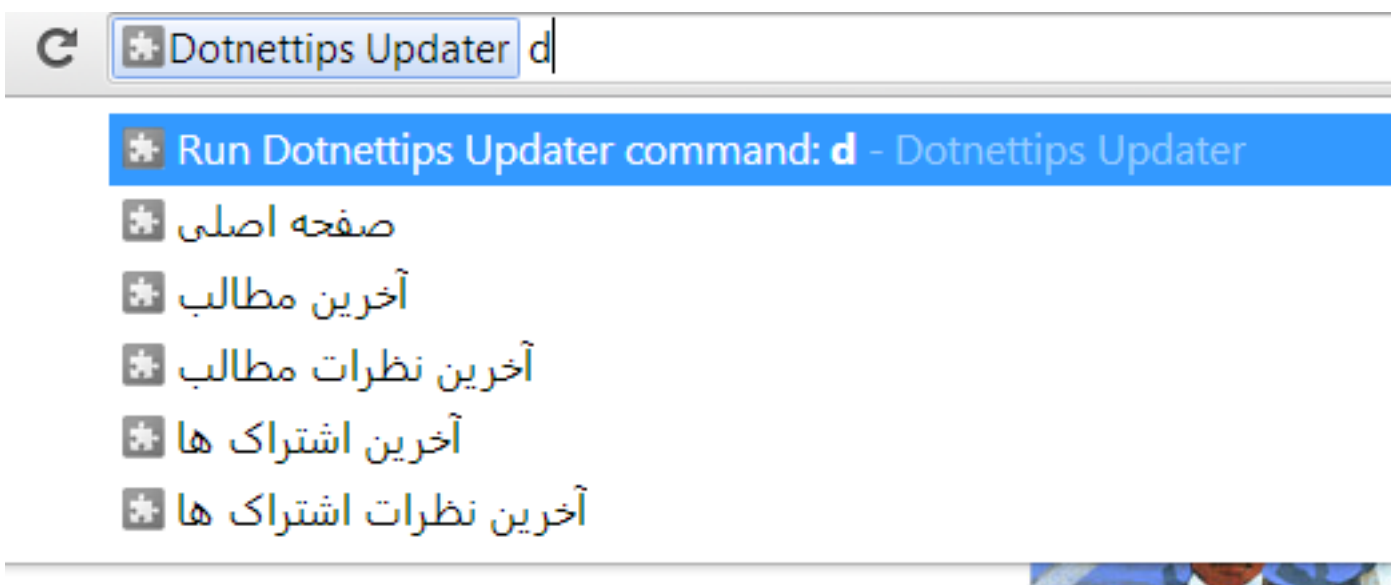 Dotnettips Updater d
Run Dotnettips Updater command: d - Dotnettips Updater
صفحه اصلی
آخرین مطالب
آخرین نظرات مطالب
آخرین اشتراک ها
آخرین نظرات اشتراک ها